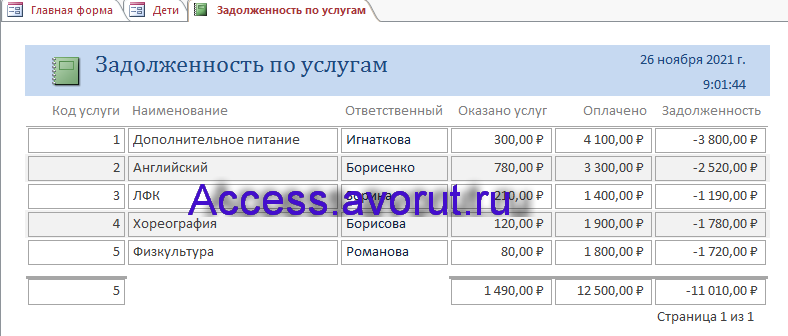 Главная форма Дети Задолженность по услугам
Задолженность по услугам
26 ноября 2021 г.
9:01:44
Код услуги Наименование Ответственный Оказано услуг Оплачено Задолженность
1 Дополнительное питание Игнаткова 300,00 ₽ 4 100,00 ₽ -3 800,00 ₽
2 Английский Борисенко 780,00 ₽ 3 300,00 ₽ -2 520,00 ₽
3 ЛФК 210,00 ₽ 1 400,00 ₽ -1 190,00 ₽
Access.avorut.ru
4 Хореография Борисова 120,00 ₽ 1 900,00 ₽ -1 780,00 ₽
5 Физкультура Романова 80,00 ₽ 1 800,00 ₽ -1 720,00 ₽
5 1 490,00 ₽ 12 500,00 ₽ -11 010,00 ₽
Страница 1 из 1